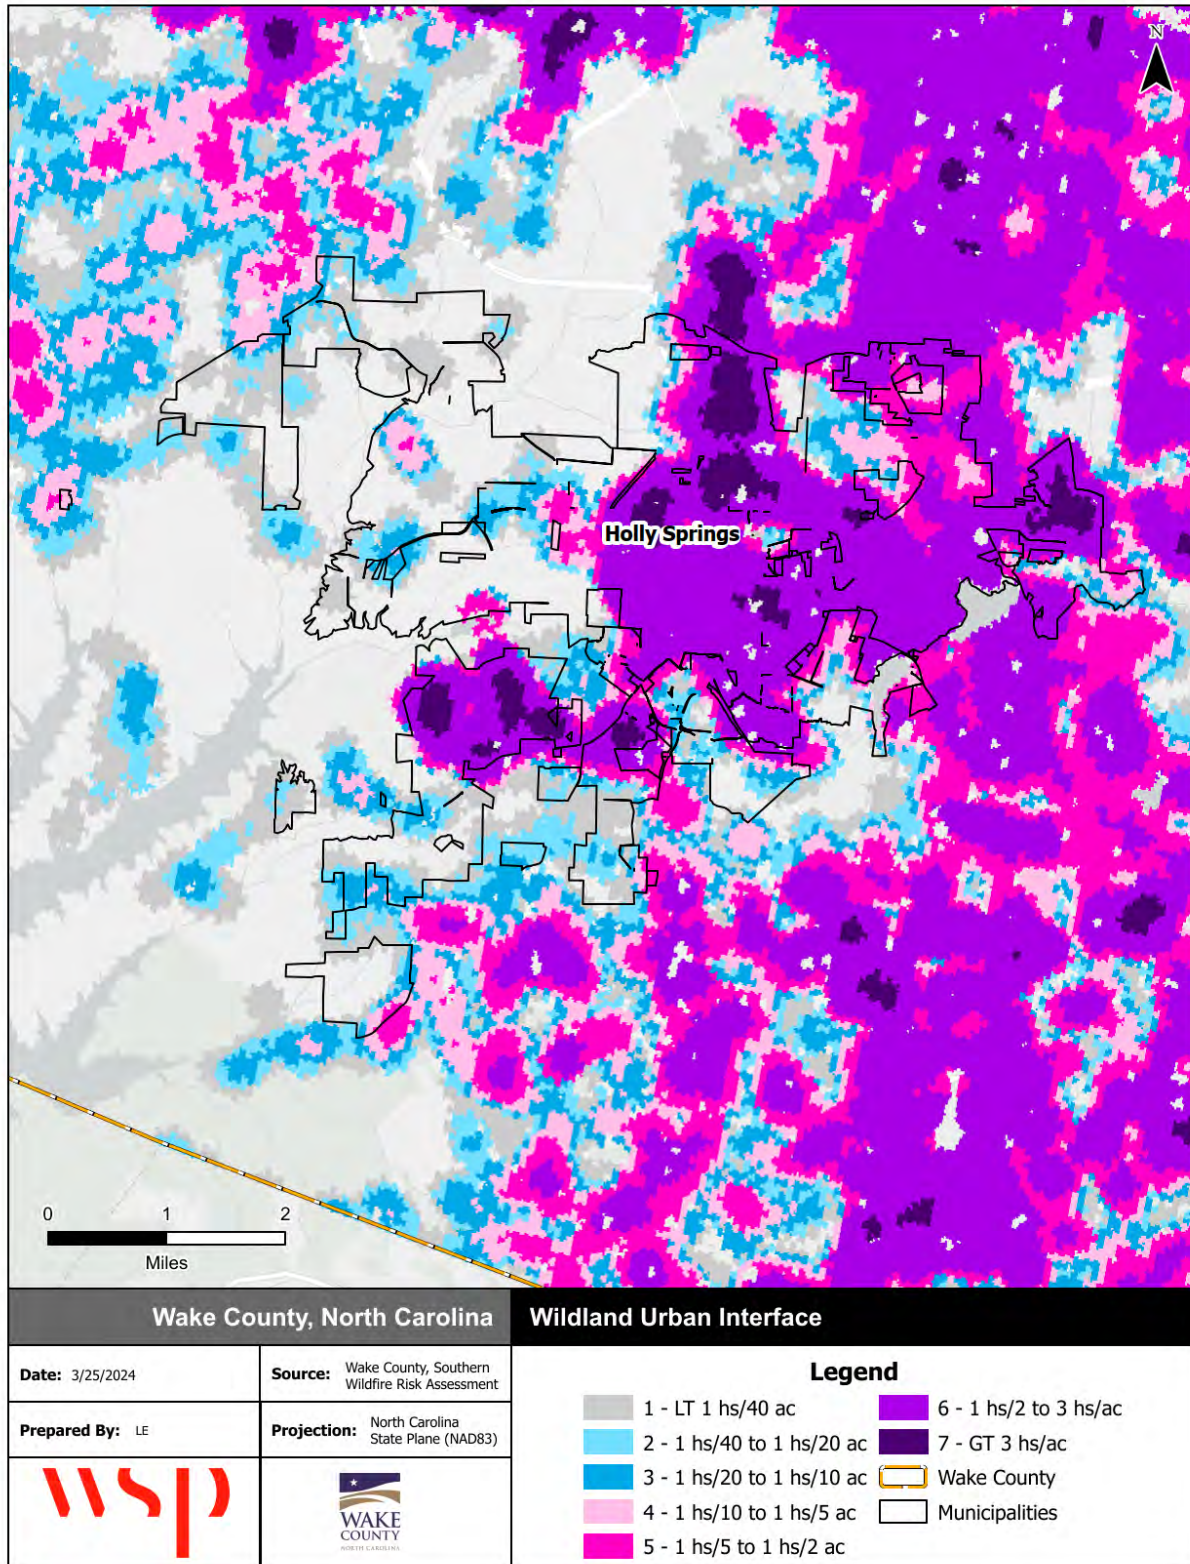 N
Holly Springs
0 1 2
Miles
Wake County, North Carolina
Wildland Urban Interface
Date: 3/25/2024
Source: Wake County, Southern
Wildfire Risk Assessment
Prepared By: LE
Projection: North Carolina
State Plane (NAD83)
wsp
WAKE
COUNTY
NORTH CAROLINA
Legend
1 - LT 1 hs/40 ac
2 - 1 hs/40 to 1 hs/20 ac
3 - 1 hs/20 to 1 hs/10 ac
4 - 1 hs/10 to 1 hs/5 ac
5 - 1 hs/5 to 1 hs/2 ac
6 - 1 hs/2 to 3 hs/ac
7 - GT 3 hs/ac
Wake County
Municipalities